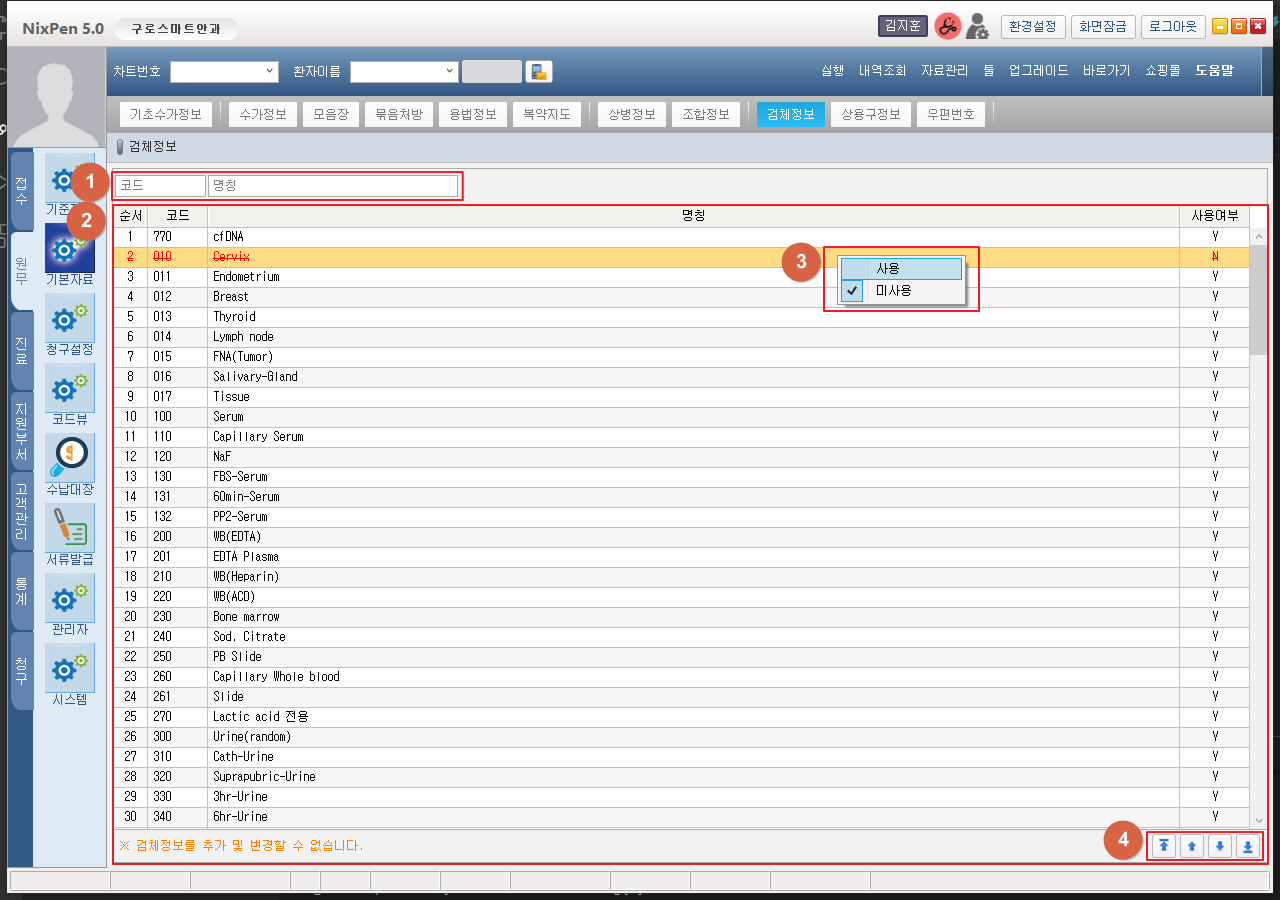 NixPen 5.0 구로스마트안과 김지훈 환경설정 화면잠금 로그아웃
차트번호 환자이름 실행 내역조회 자료관리 툴 업그레이드 바로가기 쇼핑몰 도움말
기초수가정보 수가정보 모음장 묶음처방 용법정보 복약지도 상병정보 조합정보 검체정보 상용구정보 우편번호
검체정보
접수
원무
진료
지원부서
고객관리
통계
청구
기본자료
청구설정
코드뷰
수납대장
서류발급
관리자
시스템
1
코드 명칭
2
순서 코드 명칭 사용여부
1 770 cfDNA Y
2 010 Cervix N
3 011 Endometrium Y
4 012 Breast Y
5 013 Thyroid Y
6 014 Lymph node Y
7 015 FNA(Tumor) Y
8 016 Salivary-Gland Y
9 017 Tissue Y
10 100 Serum Y
11 110 Capillary Serum Y
12 120 NaF Y
13 130 FBS-Serum Y
14 131 60min-Serum Y
15 132 PP2-Serum Y
16 200 WB(EDTA) Y
17 201 EDTA Plasma Y
18 210 WB(Heparin) Y
19 220 WB(ACD) Y
20 230 Bone marrow Y
21 240 Sod. Citrate Y
22 250 PB Slide Y
23 260 Capillary Whole blood Y
24 261 Slide Y
25 270 Lactic acid 전용 Y
26 300 Urine(random) Y
27 310 Cath-Urine Y
28 320 Suprapubric-Urine Y
29 330 3hr-Urine Y
30 340 6hr-Urine Y
3
사용
미사용
※ 검체정보를 추가 및 변경할 수 없습니다.
4